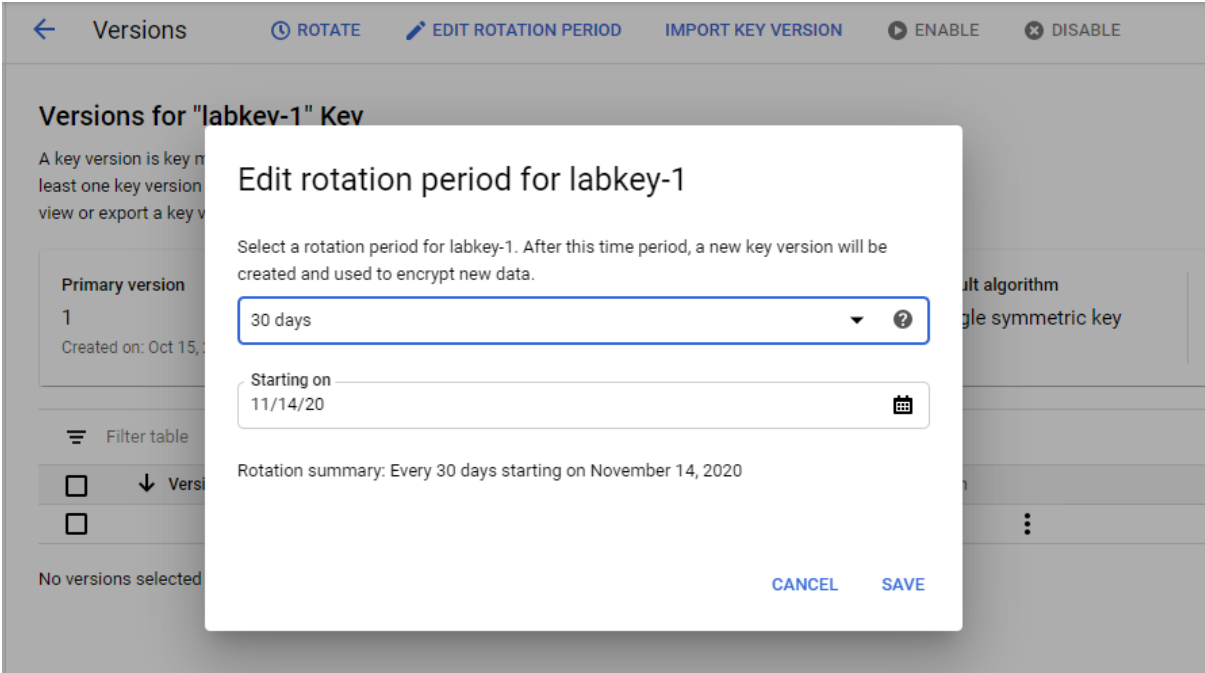 Versions ROTATE EDIT ROTATION PERIOD IMPORT KEY VERSION ENABLE DISABLE
Versions for "labkey-1" Key
A key version is key m
least one key version
view or export a key v
Edit rotation period for labkey-1
Select a rotation period for labkey-1. After this time period, a new key version will be
created and used to encrypt new data.
30 days
Starting on
11/14/20
Rotation summary: Every 30 days starting on November 14, 2020
CANCEL SAVE
Primary version
1
Created on: Oct 15,
ult algorithm
gle symmetric key
Filter table
Versi
No versions selected